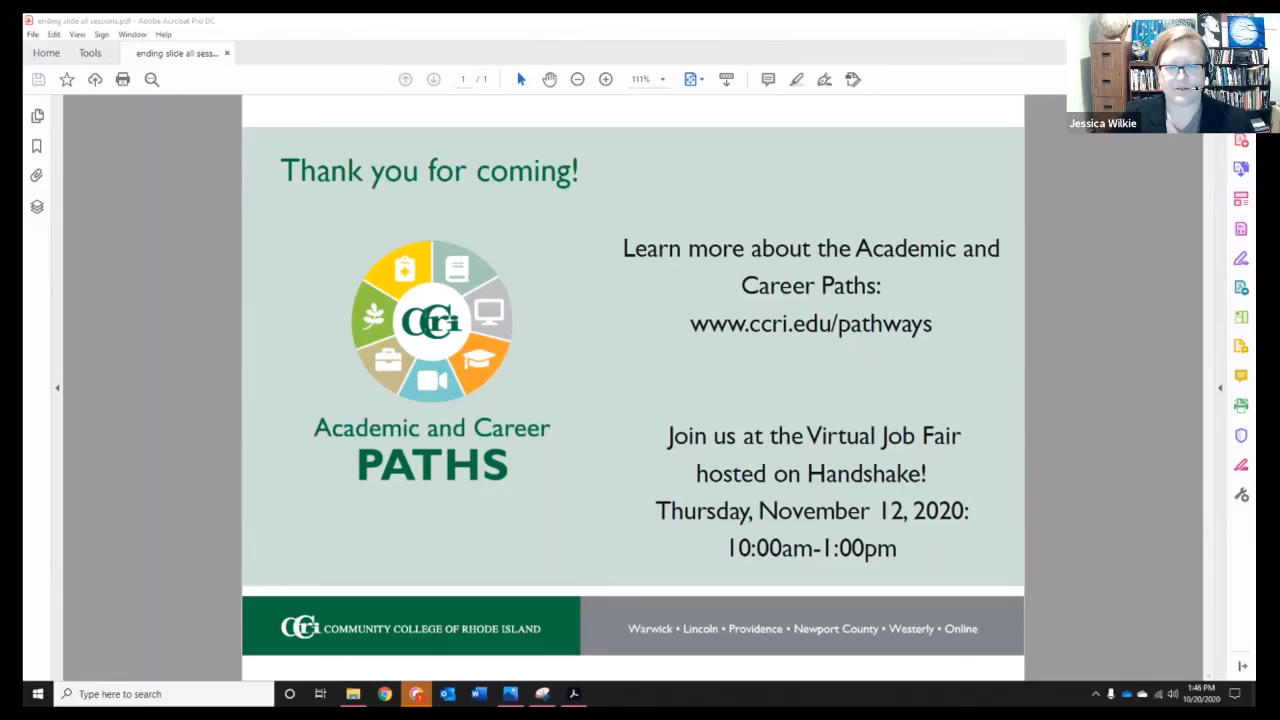 ending slide all sessions.pdf - Adobe Acrobat Pro DC
File Edit View Sign Window Help
Home Tools ending slide all sess... ×
1 / 1 111%
Jessica Wilkie
Thank you for coming!
Learn more about the Academic and
Career Paths:
www.ccri.edu/pathways
CCri
Academic and Career
PATHS
Join us at the Virtual Job Fair
hosted on Handshake!
Thursday, November 12, 2020:
10:00am-1:00pm
CCri COMMUNITY COLLEGE OF RHODE ISLAND
Warwick • Lincoln • Providence • Newport County • Westerly • Online
Type here to search
1:46 PM
10/20/2020